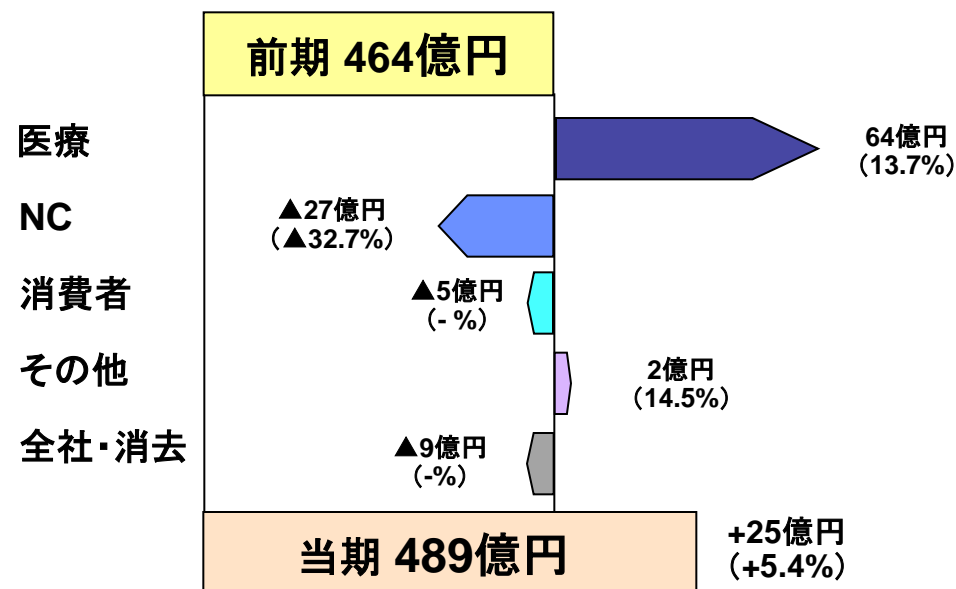 前期 464億円
医療
64億円
（13.7%）
NC
▲27億円
（▲32.7%）
消費者
▲5億円
（- %）
その他
2億円
（14.5%）
全社・消去
▲9億円
（-%）
当期 489億円
+25億円
（+5.4%）